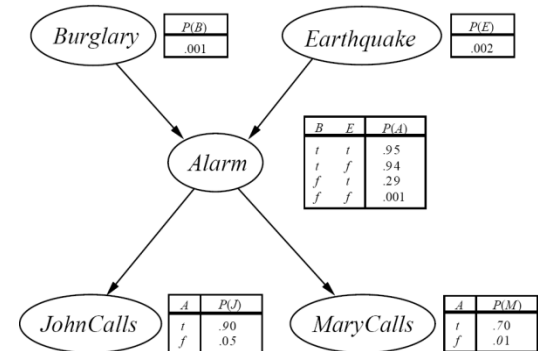 Burglary
P(B)
.001
Earthquake
P(E)
.002
Alarm
B E P(A)
t t .95
t f .94
f t .29
f f .001
JohnCalls
A P(J)
t .90
f .05
MaryCalls
A P(M)
t .70
f .01